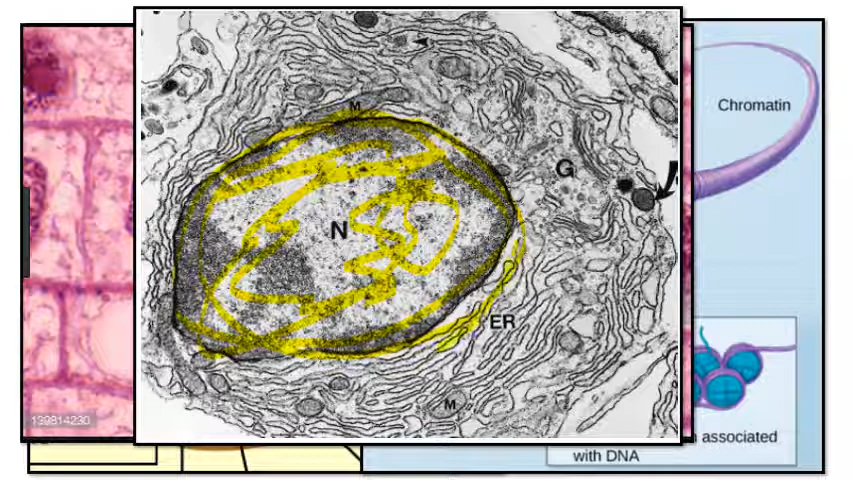 Chromatin
M
G
N
ER
M
139814230
associated
with DNA